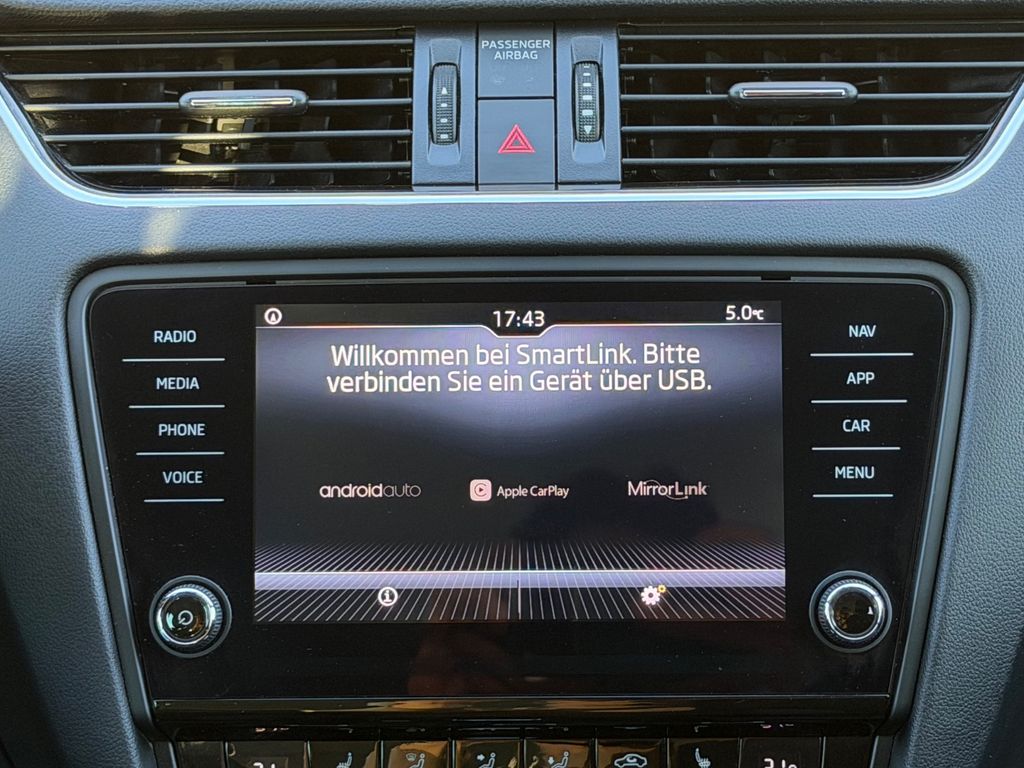 PASSENGER
AIRBAG
17:43
5.0°C
Willkommen bei SmartLink. Bitte
verbinden Sie ein Gerät über USB.
androidauto
Apple CarPlay
MirrorLink
RADIO
MEDIA
PHONE
VOICE
NAV
APP
CAR
MENU